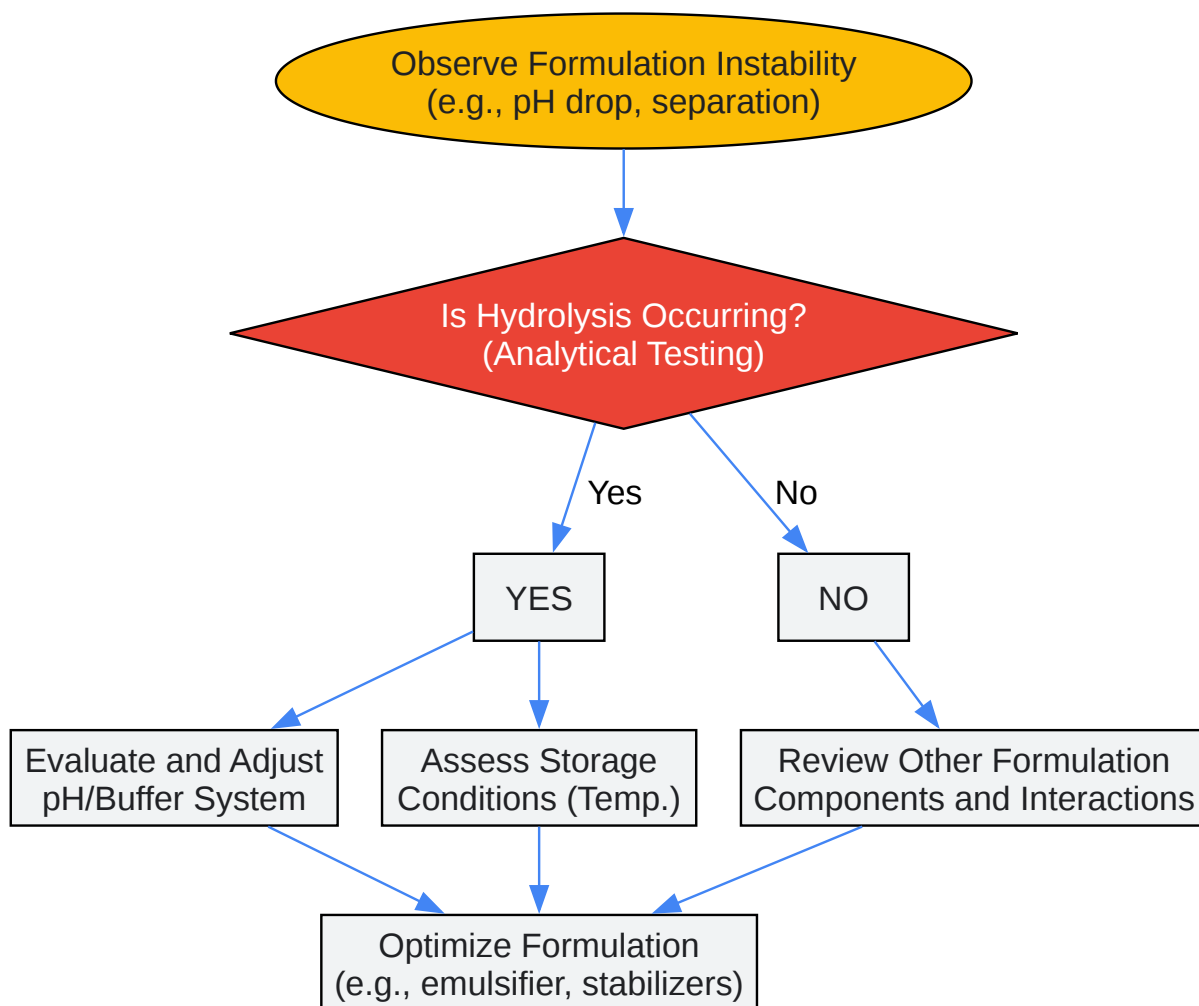 Observe Formulation Instability
(e.g., pH drop, separation)
Is Hydrolysis Occurring?
(Analytical Testing)
Yes
No
YES
NO
Evaluate and Adjust
pH/Buffer System
Assess Storage
Conditions (Temp.)
Review Other Formulation
Components and Interactions
Optimize Formulation
(e.g., emulsifier, stabilizers)